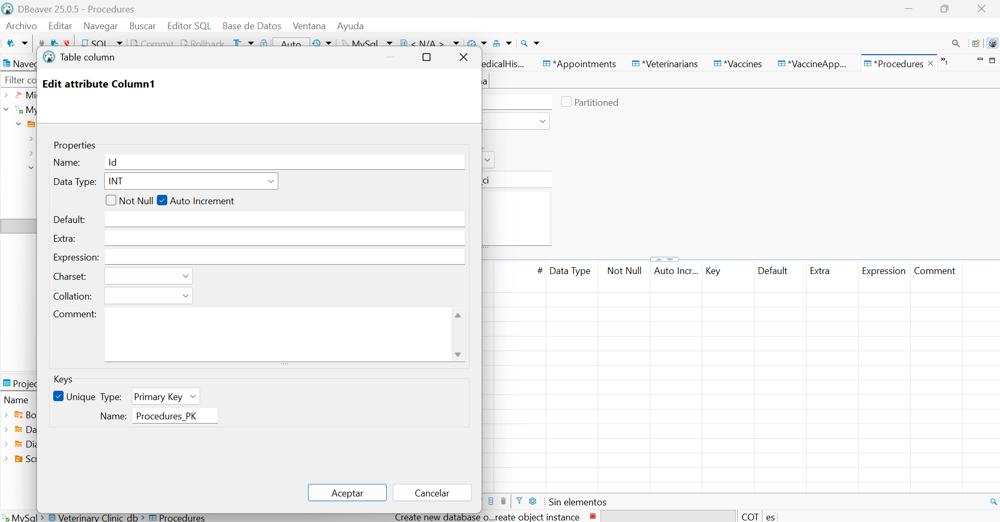 DBeaver 25.0.5 - Procedures
Archivo Editar Navegar Buscar Editor SQL Base de Datos Ventana Ayuda
SQL Commit Rollback Auto MySql < N/A >
Table column
Edit attribute Column1
Properties
Name: Id
Data Type: INT
Not Null Auto Increment
Default:
Extra:
Expression:
Charset:
Collation:
Comment:
Keys
Unique Type: Primary Key
Name: Procedures_PK
Aceptar Cancelar
edicalHis... *Appointments *Veterinarians *Vaccines *VaccineApp... *Procedures »1
Partitioned
_ci
# Data Type Not Null Auto Incr... Key Default Extra Expression Comment
Sin elementos
Naveg
Filter co
Mi
My
Projec
Name
Bo
Da
Dia
Scr
MySql Veterinary_Clinic_db Procedures
Create new database o...reate object instance
COT es